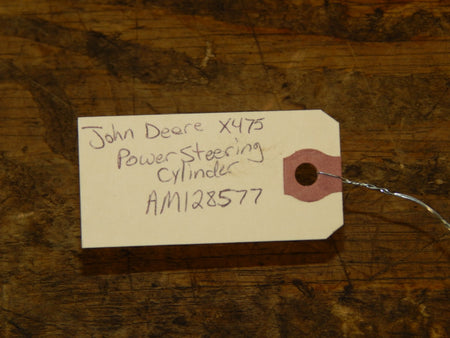 John Deere X475
Power Steering
Cylinder
AM128577